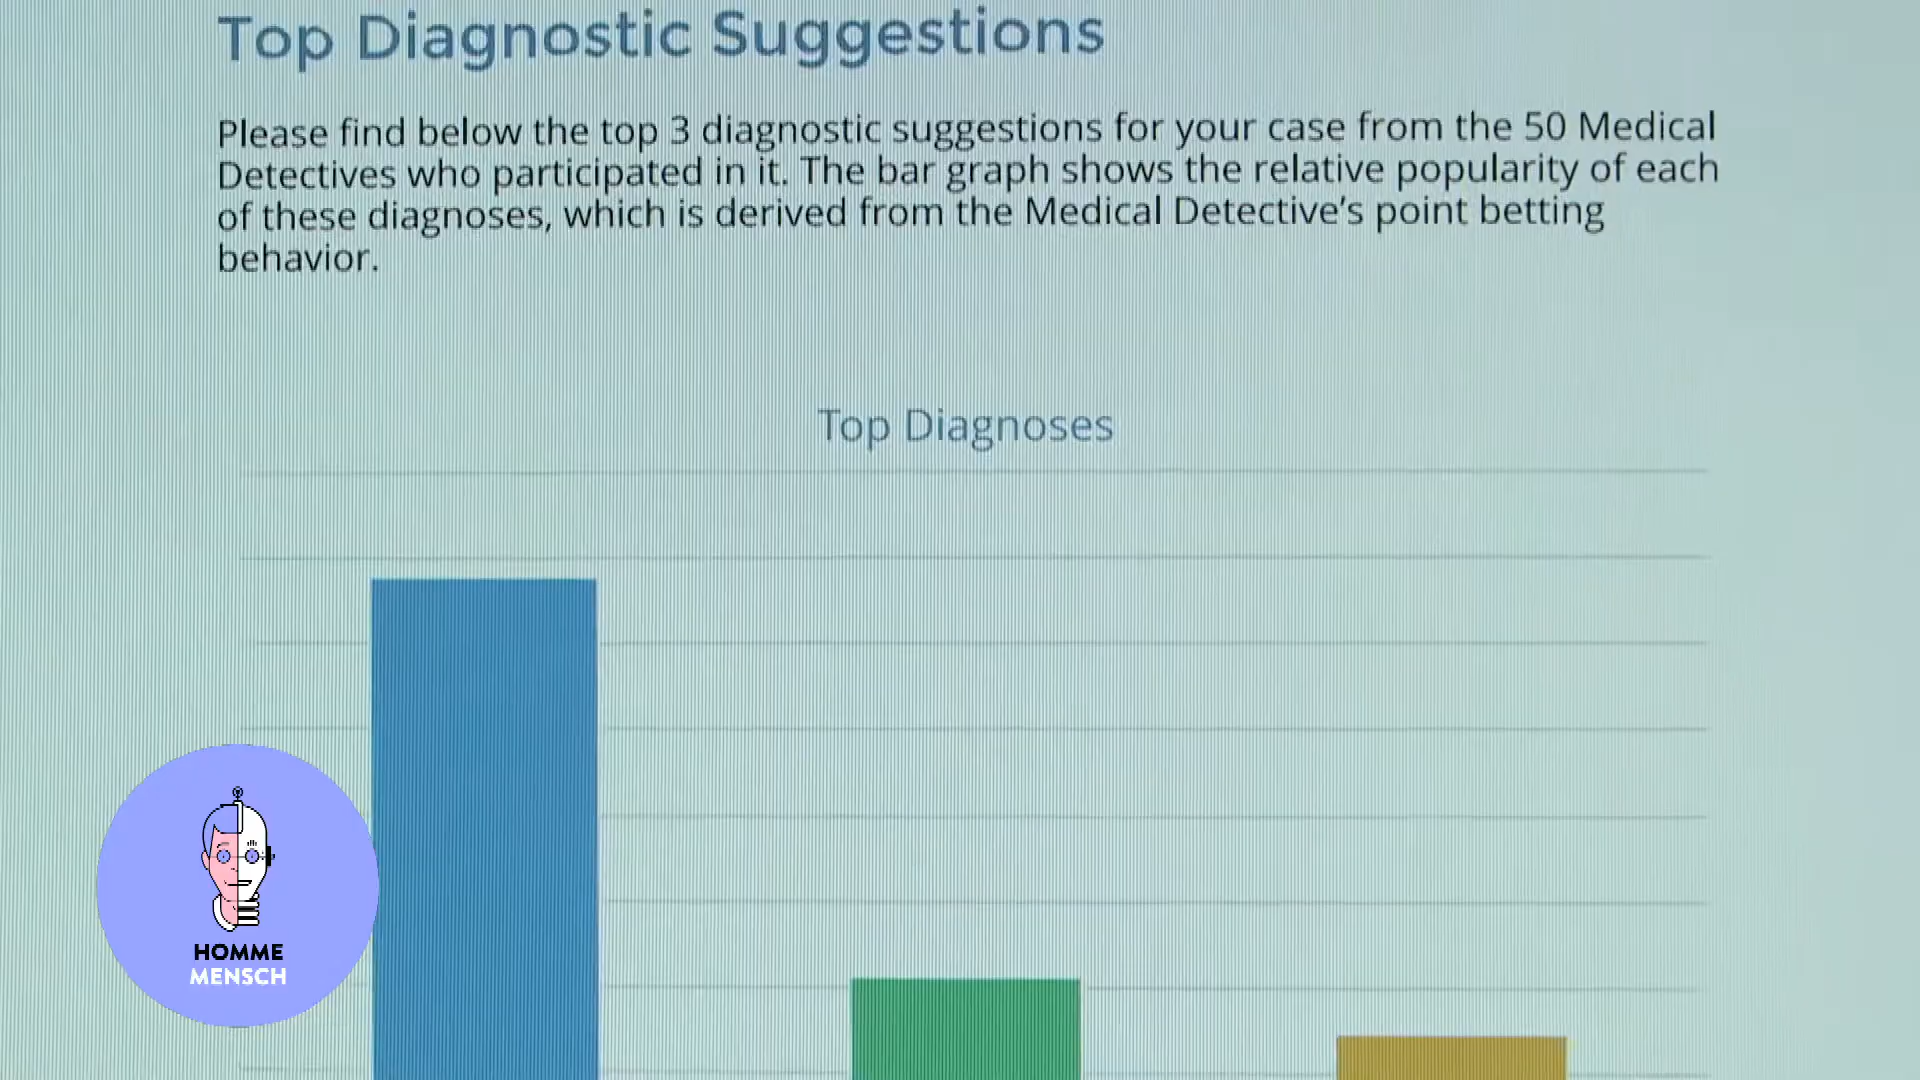 Top Diagnostic Suggestions
Please find below the top 3 diagnostic suggestions for your case from the 50 Medical
Detectives who participated in it. The bar graph shows the relative popularity of each
of these diagnoses, which is derived from the Medical Detective's point betting
behavior.
Top Diagnoses
HOMME
MENSCH